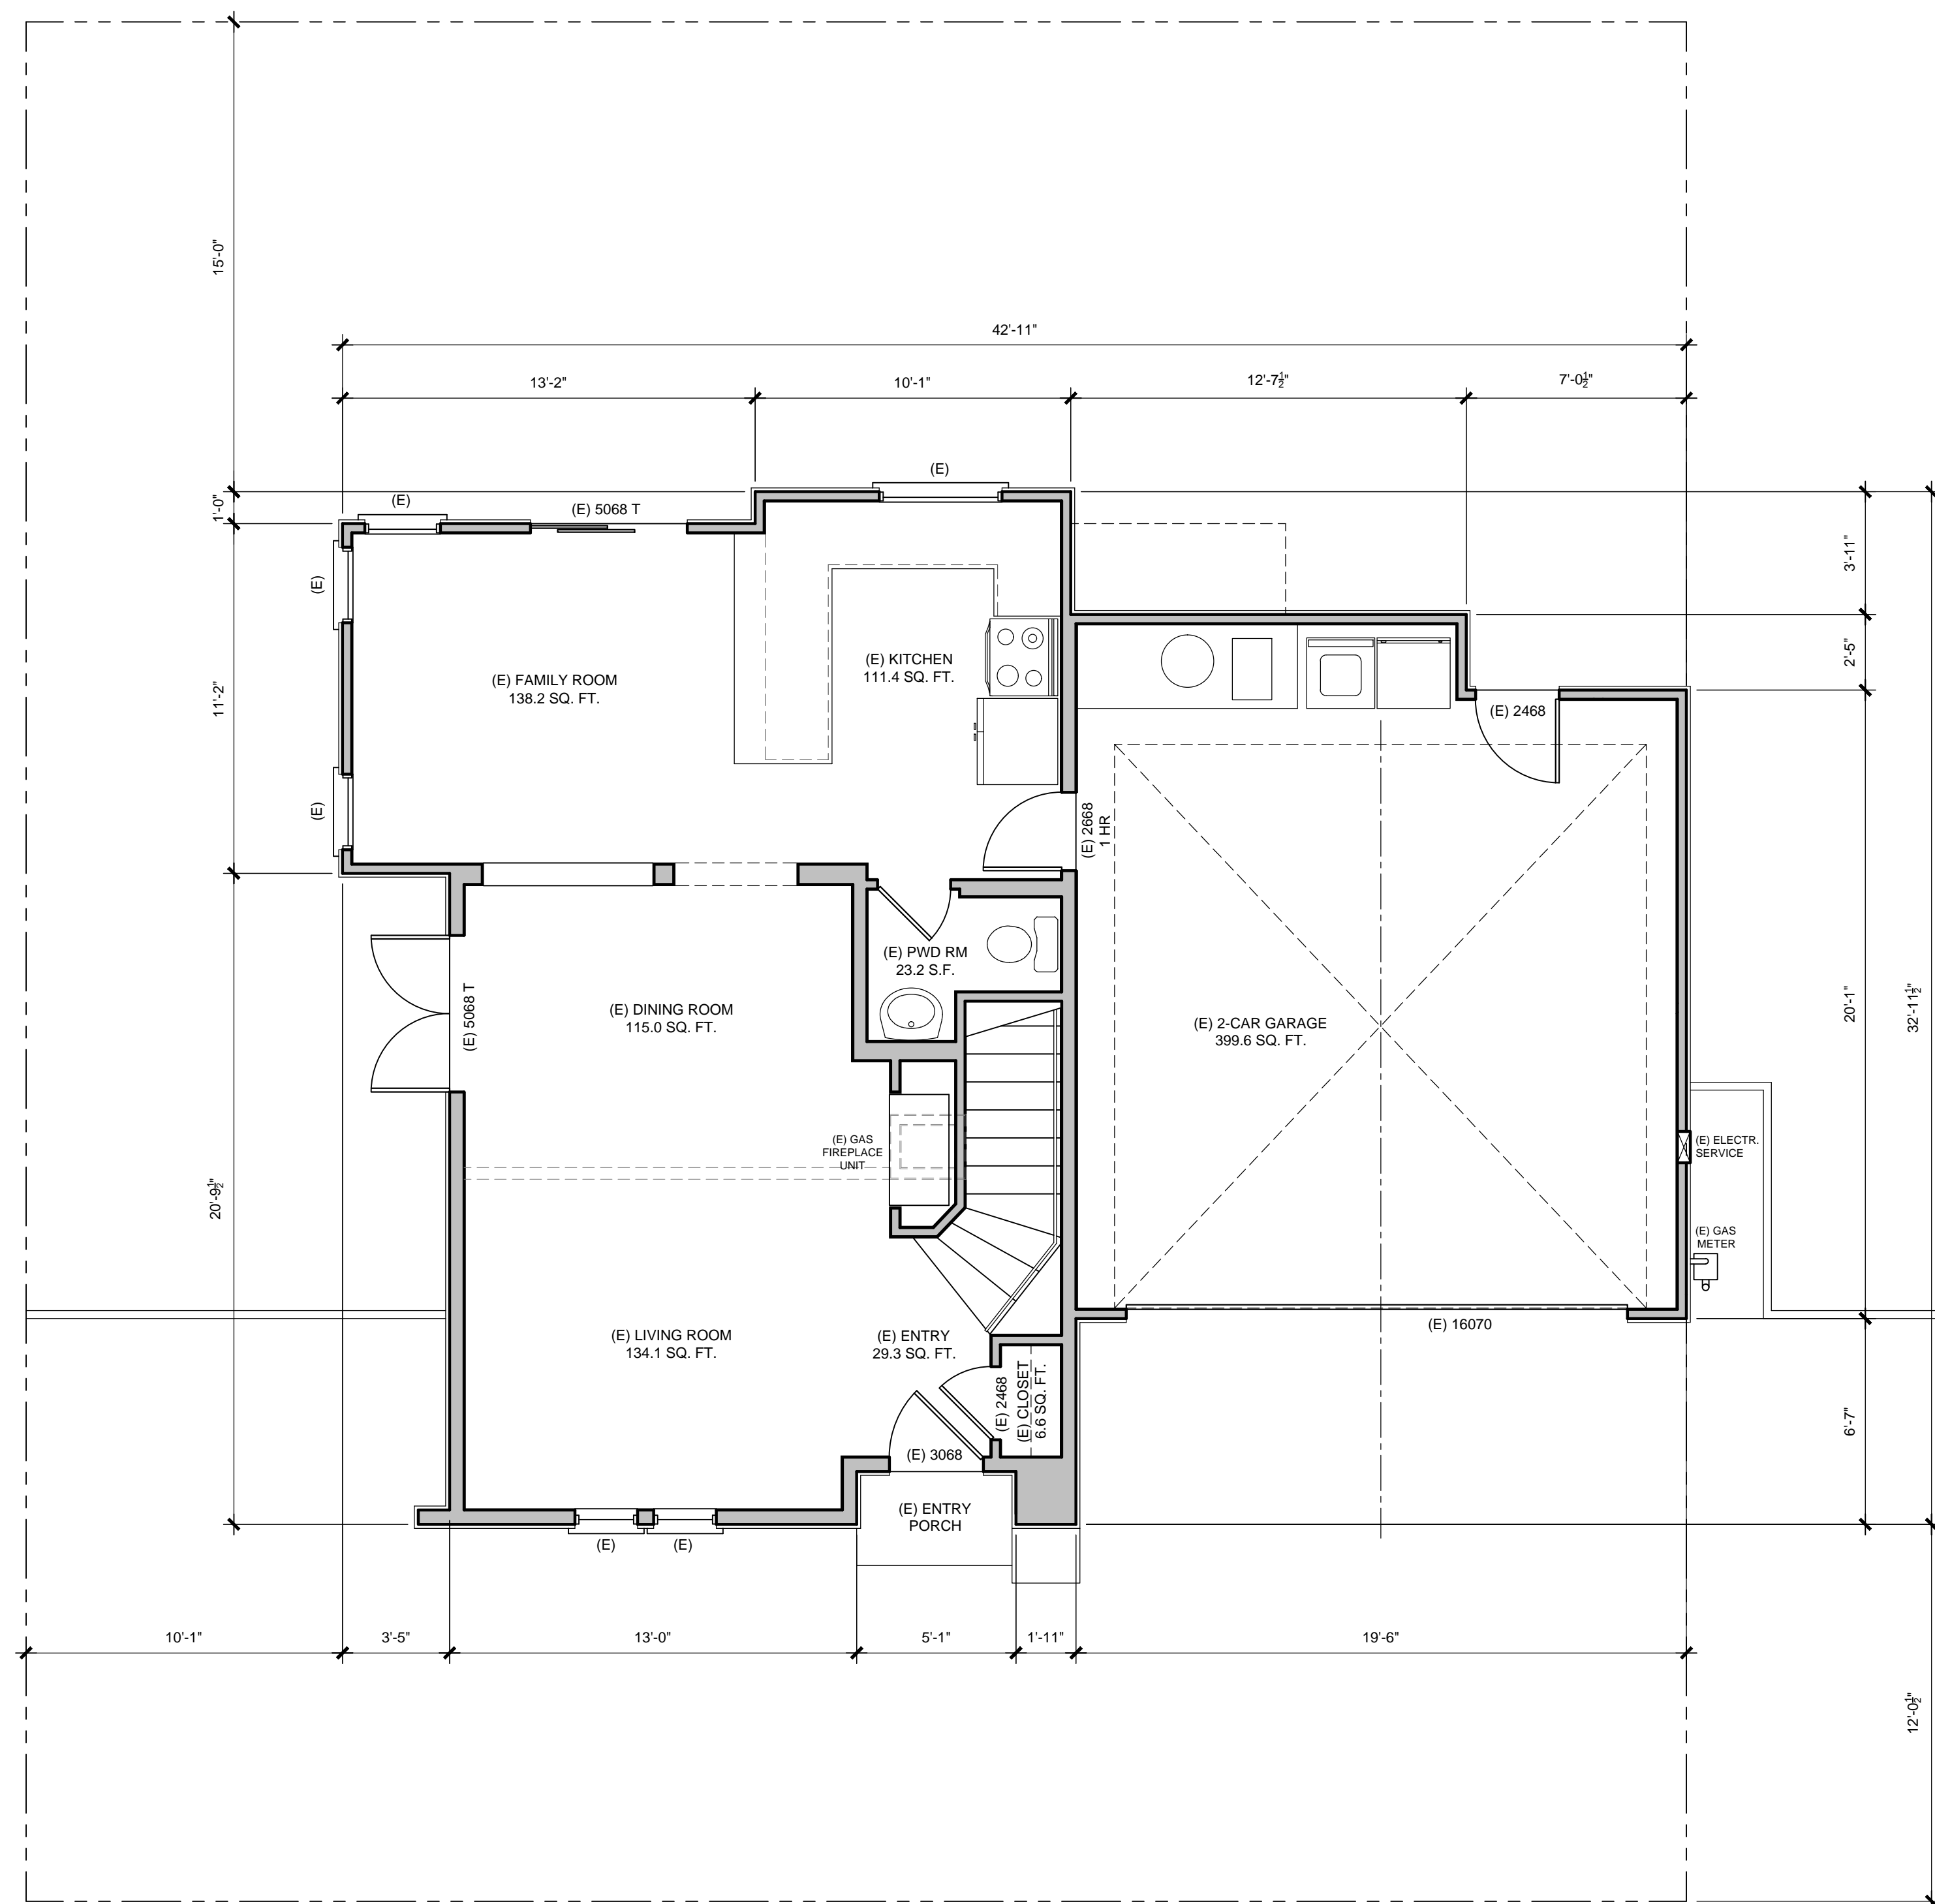 15'-0"
42'-11"
13'-2"
10'-1"
12'-7½"
7'-0½"
(E)
(E)
(E) 5068 T
1'-0"
3'-11"
(E)
2'-5"
(E) KITCHEN
111.4 SQ. FT.
(E) FAMILY ROOM
138.2 SQ. FT.
11'-2"
(E) 2468
(E)
(E) 2668
1 HR
(E) PWD RM
23.2 S.F.
(E) 5068 T
(E) DINING ROOM
115.0 SQ. FT.
(E) 2-CAR GARAGE
399.6 SQ. FT.
20'-1"
32'-11½"
(E) GAS
FIREPLACE
UNIT
(E) ELECTR.
SERVICE
20'-9½"
(E) GAS
METER
(E) 16070
(E) LIVING ROOM
134.1 SQ. FT.
(E) ENTRY
29.3 SQ. FT.
(E) 2468
(E) CLOSET
6.6 SQ. FT.
6'-7"
(E) 3068
(E) ENTRY
PORCH
(E)
(E)
10'-1"
3'-5"
13'-0"
5'-1"
1'-11"
19'-6"
12'-0½"